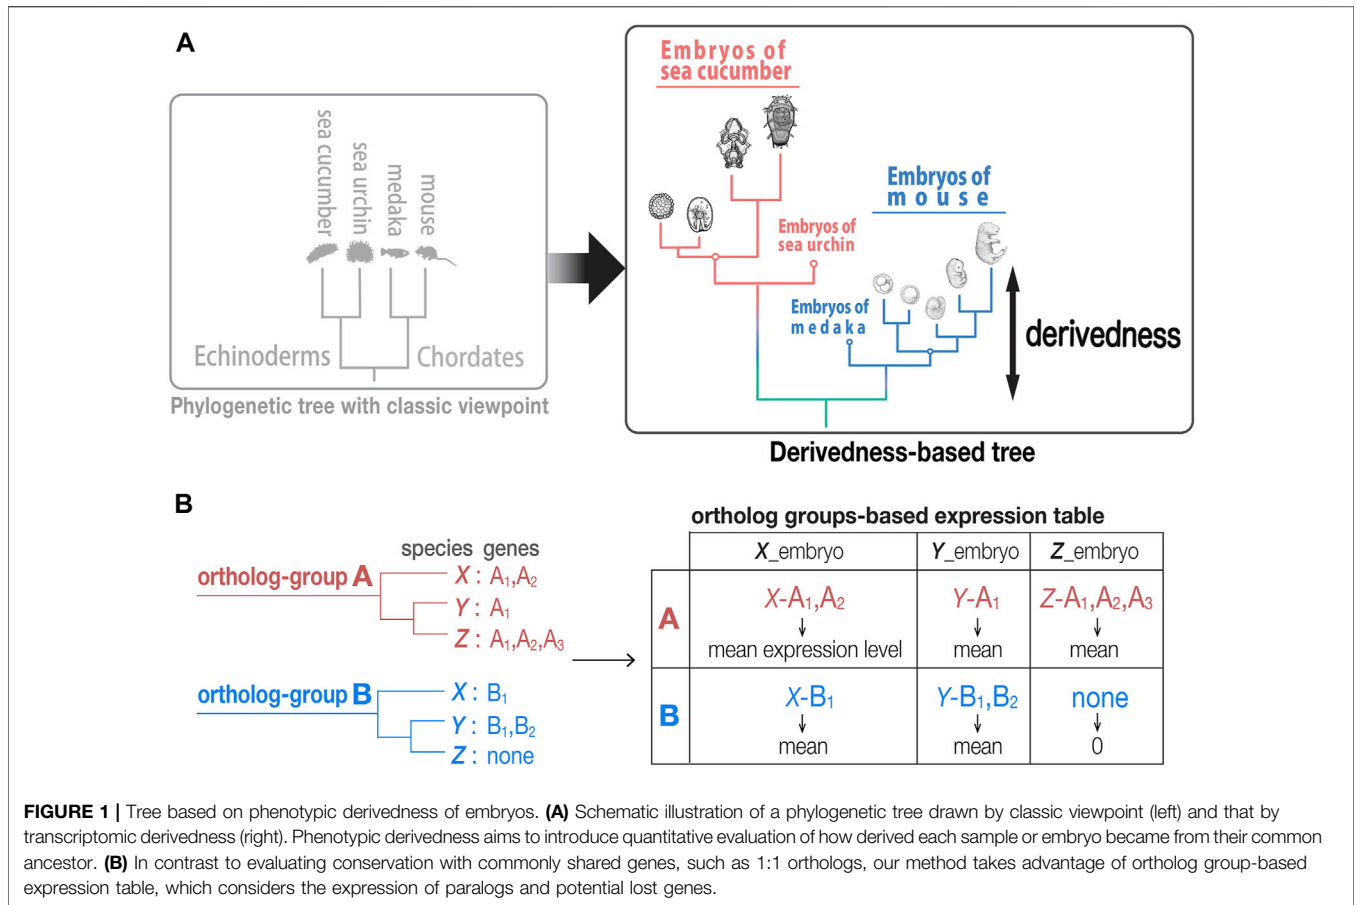 A
sea cucumber
sea urchin
medaka
mouse
Echinoderms
Chordates
Phylogenetic tree with classic viewpoint
Embryos of
sea cucumber
Embryos of
mouse
Embryos of
sea urchin
Embryos of
medaka
derivedness
Derivedness-based tree
B
species genes
ortholog-group A
X : A1,A2
Y : A1
Z : A1,A2,A3
ortholog-group B
X : B1
Y : B1,B2
Z : none
ortholog groups-based expression table
X_embryo Y_embryo Z_embryo
A
X-A1,A2 Y-A1 Z-A1,A2,A3
mean expression level mean mean
B
X-B1 Y-B1,B2 none
mean mean 0
FIGURE 1 | Tree based on phenotypic derivedness of embryos. (A) Schematic illustration of a phylogenetic tree drawn by classic viewpoint (left) and that by
transcriptomic derivedness (right). Phenotypic derivedness aims to introduce quantitative evaluation of how derived each sample or embryo became from their common
ancestor. (B) In contrast to evaluating conservation with commonly shared genes, such as 1:1 orthologs, our method takes advantage of ortholog group-based
expression table, which considers the expression of paralogs and potential lost genes.